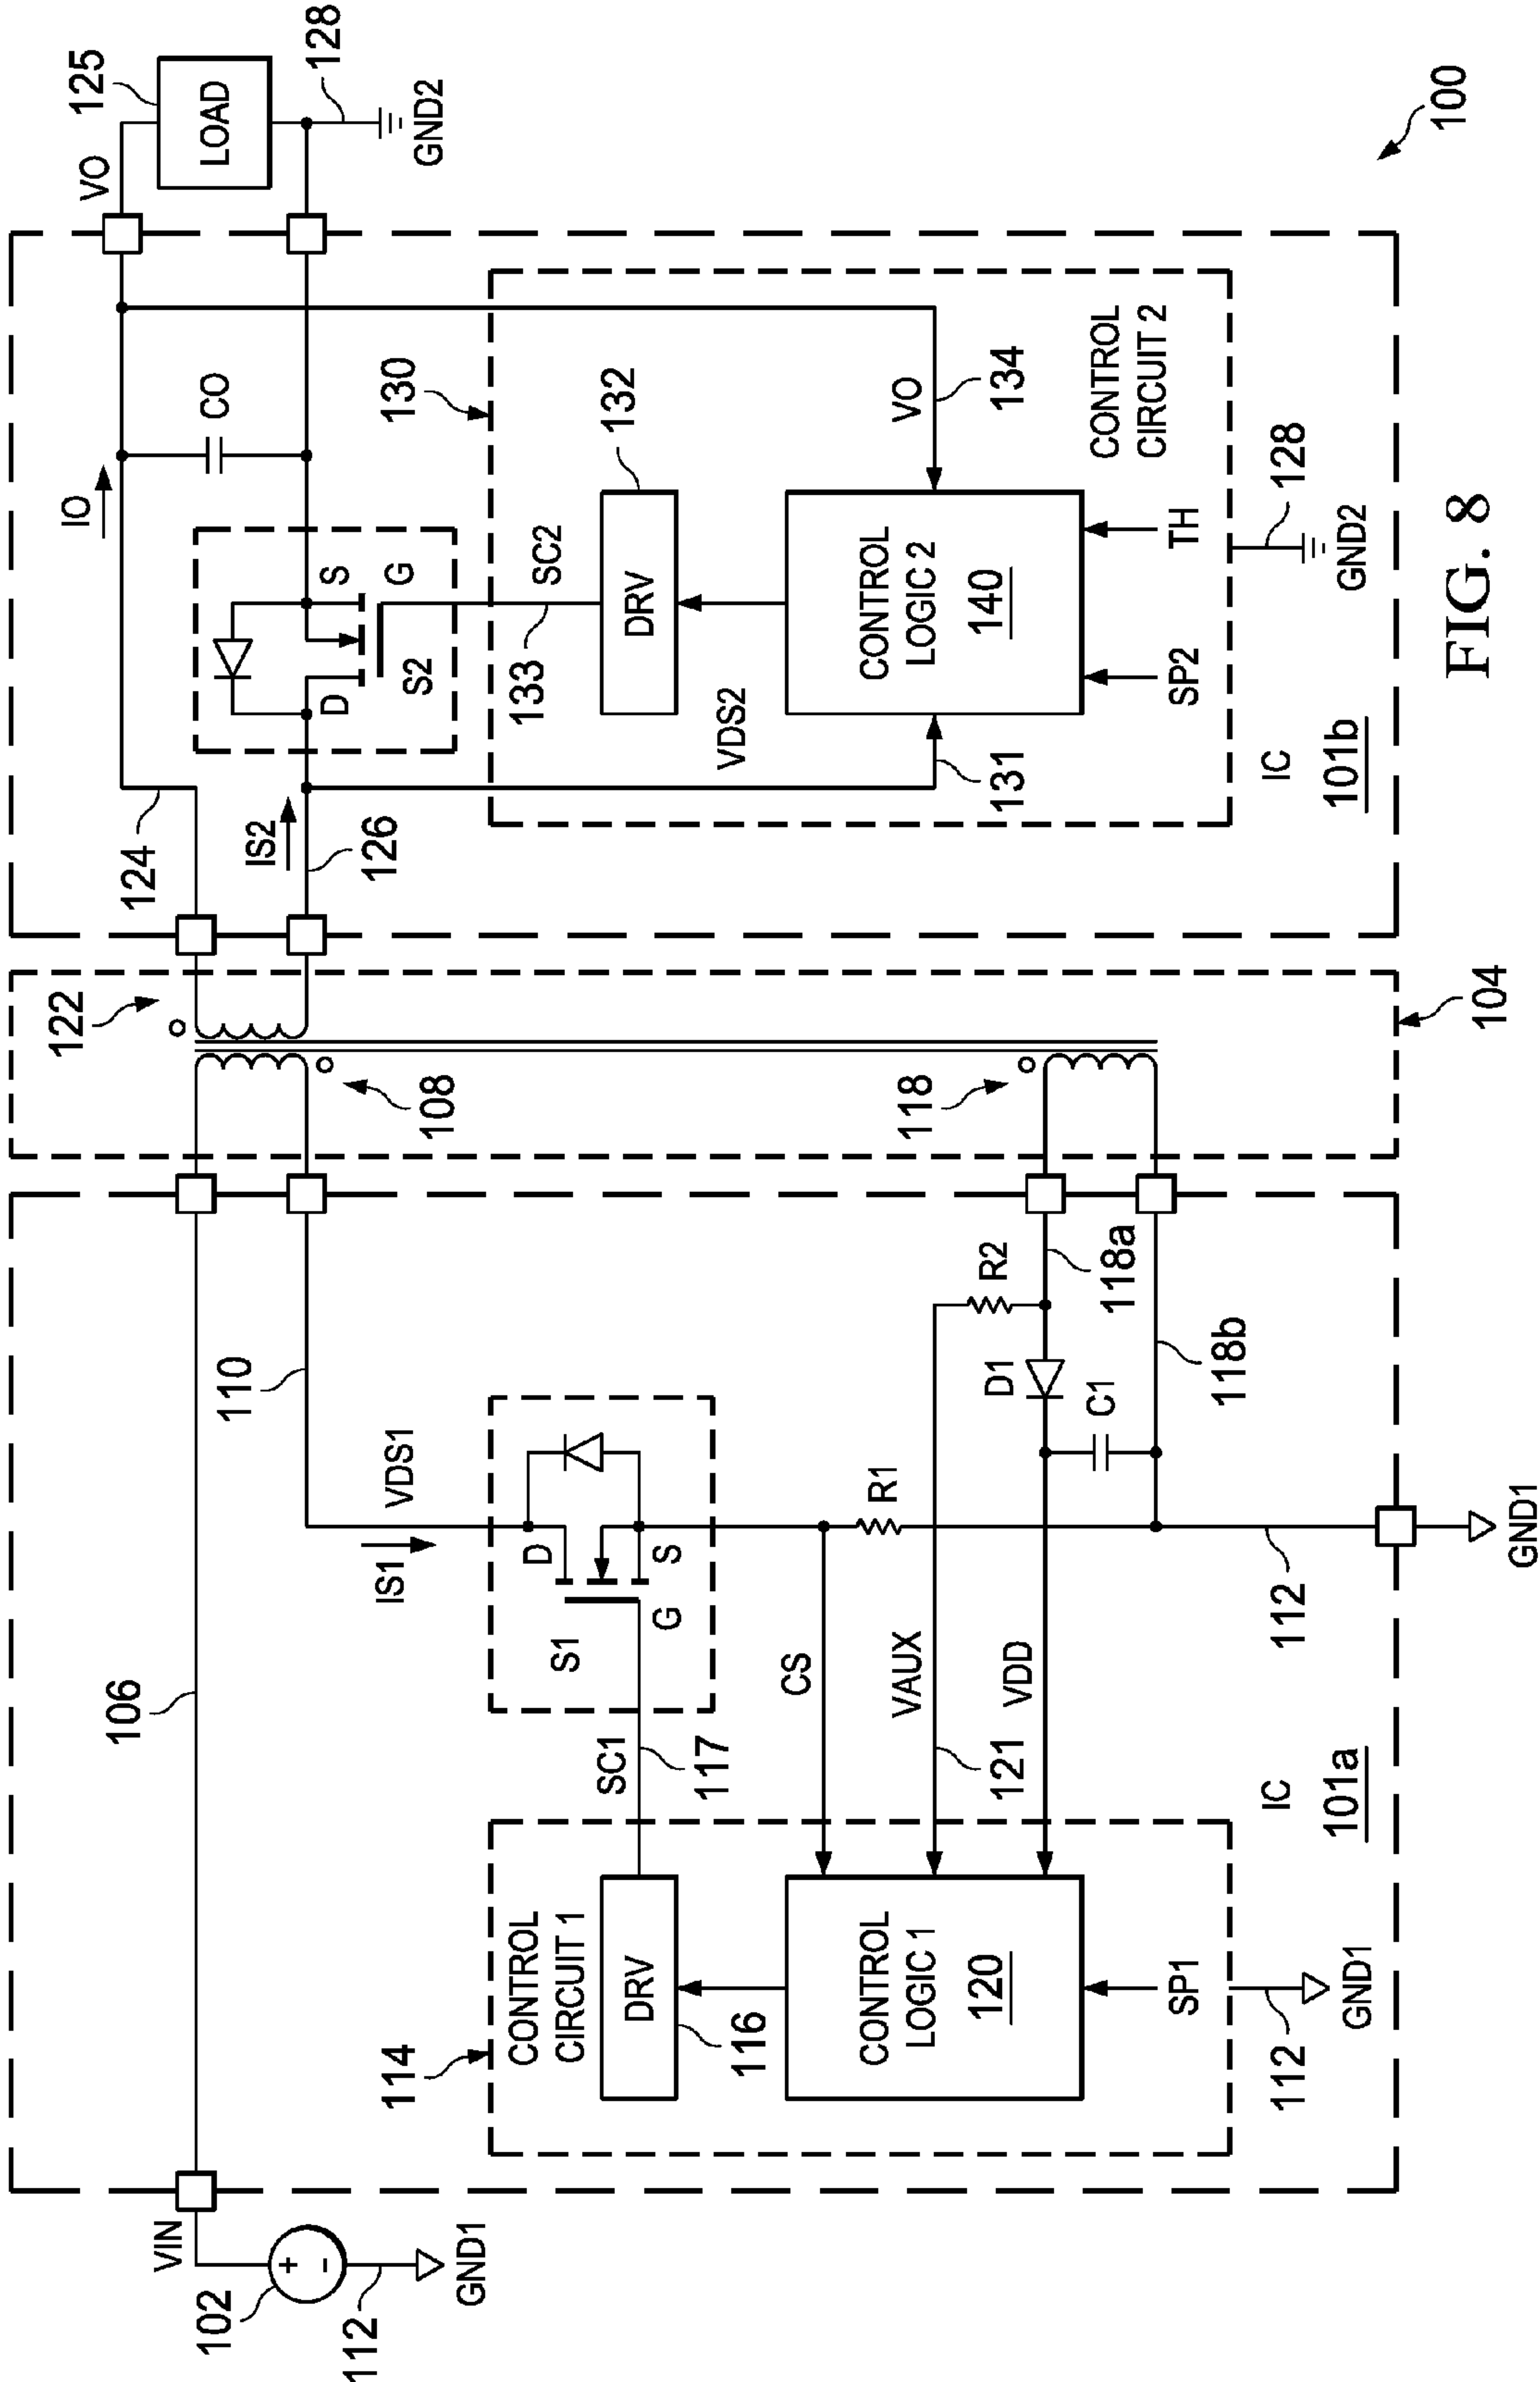 VIN
102
112
GND1
106
110
VDS1
IS1
D
S
G
S1
SC1
117
114
CONTROL
CIRCUIT 1
DRV
116
CONTROL
LOGIC 1
120
SP1
112
GND1
CS
VAUX
121
VDD
R1
R2
D1
C1
118a
118b
112
GND1
IC
101a
108
118
122
104
124
IS2
126
IO
CO
D
S
G
S2
SC2
133
130
132
DRV
VDS2
131
CONTROL
LOGIC 2
140
SP2
TH
VO
134
CONTROL
CIRCUIT 2
128
GND2
IC
101b
VO
125
LOAD
128
GND2
100
FIG. 8